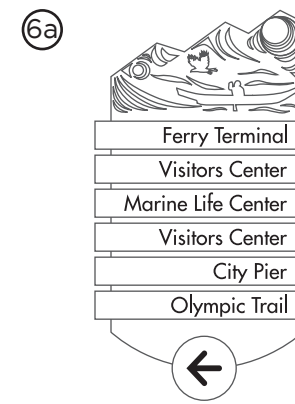 6a
Ferry Terminal
Visitors Center
Marine Life Center
Visitors Center
City Pier
Olympic Trail